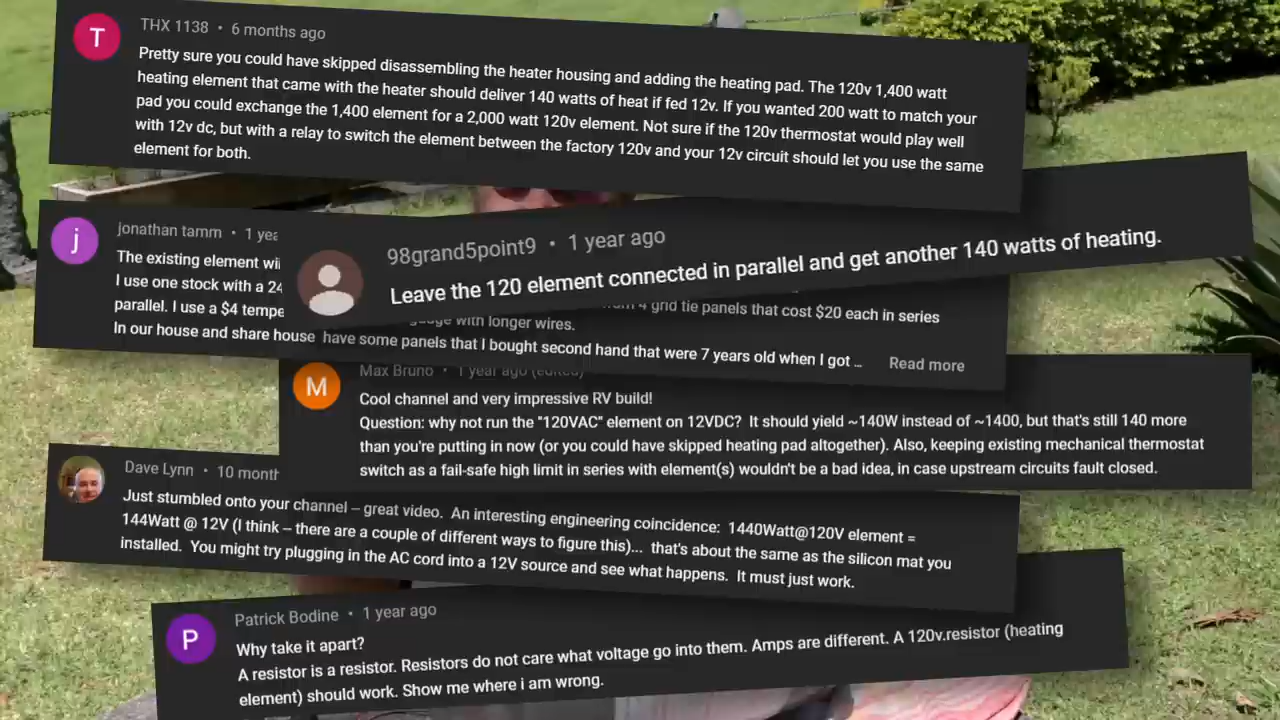 T
THX 1138 • 6 months ago
Pretty sure you could have skipped disassembling the heater housing and adding the heating pad. The 120v 1,400 watt
heating element that came with the heater should deliver 140 watts of heat if fed 12v. If you wanted 200 watt to match your
pad you could exchange the 1,400 element for a 2,000 watt 120v element. Not sure if the 120v thermostat would play well
with 12v dc, but with a relay to switch the element between the factory 120v and your 12v circuit should let you use the same
element for both.
j
jonathan tamm • 1
The existing element
I use one stock with a
parallel. I use a $4
4 grid tie panels that cost $20 each in series
with longer wires.
In our house and share house have some panels that I bought second hand that were 7 years old when I got ...
Read more
98grand5point9 • 1 year ago
Leave the 120 element connected in parallel and get another 140 watts of heating.
M
Max Bruno • 1 year ago (edited)
Cool channel and very impressive RV build!
Question: why not run the "120VAC" element on 12VDC? It should yield ~140W instead of ~1400, but that's still 140 more
than you're putting in now (or you could have skipped heating pad altogether). Also, keeping existing mechanical thermostat
switch as a fail-safe high limit in series with element(s) wouldn't be a bad idea, in case upstream circuits fault closed.
Dave Lynn • 10
Just stumbled onto your channel – great video. An interesting engineering coincidence: 1440Watt@120V element =
144Watt @ 12V (I think – there are a couple of different ways to figure this)... that's about the same as the silicon mat you
installed. You might try plugging in the AC cord into a 12V source and see what happens. It must just work.
P
Patrick Bodine • 1 year ago
Why take it apart?
A resistor is a resistor. Resistors do not care what voltage go into them. Amps are different. A 120v.resistor (heating
element) should work. Show me where i am wrong.